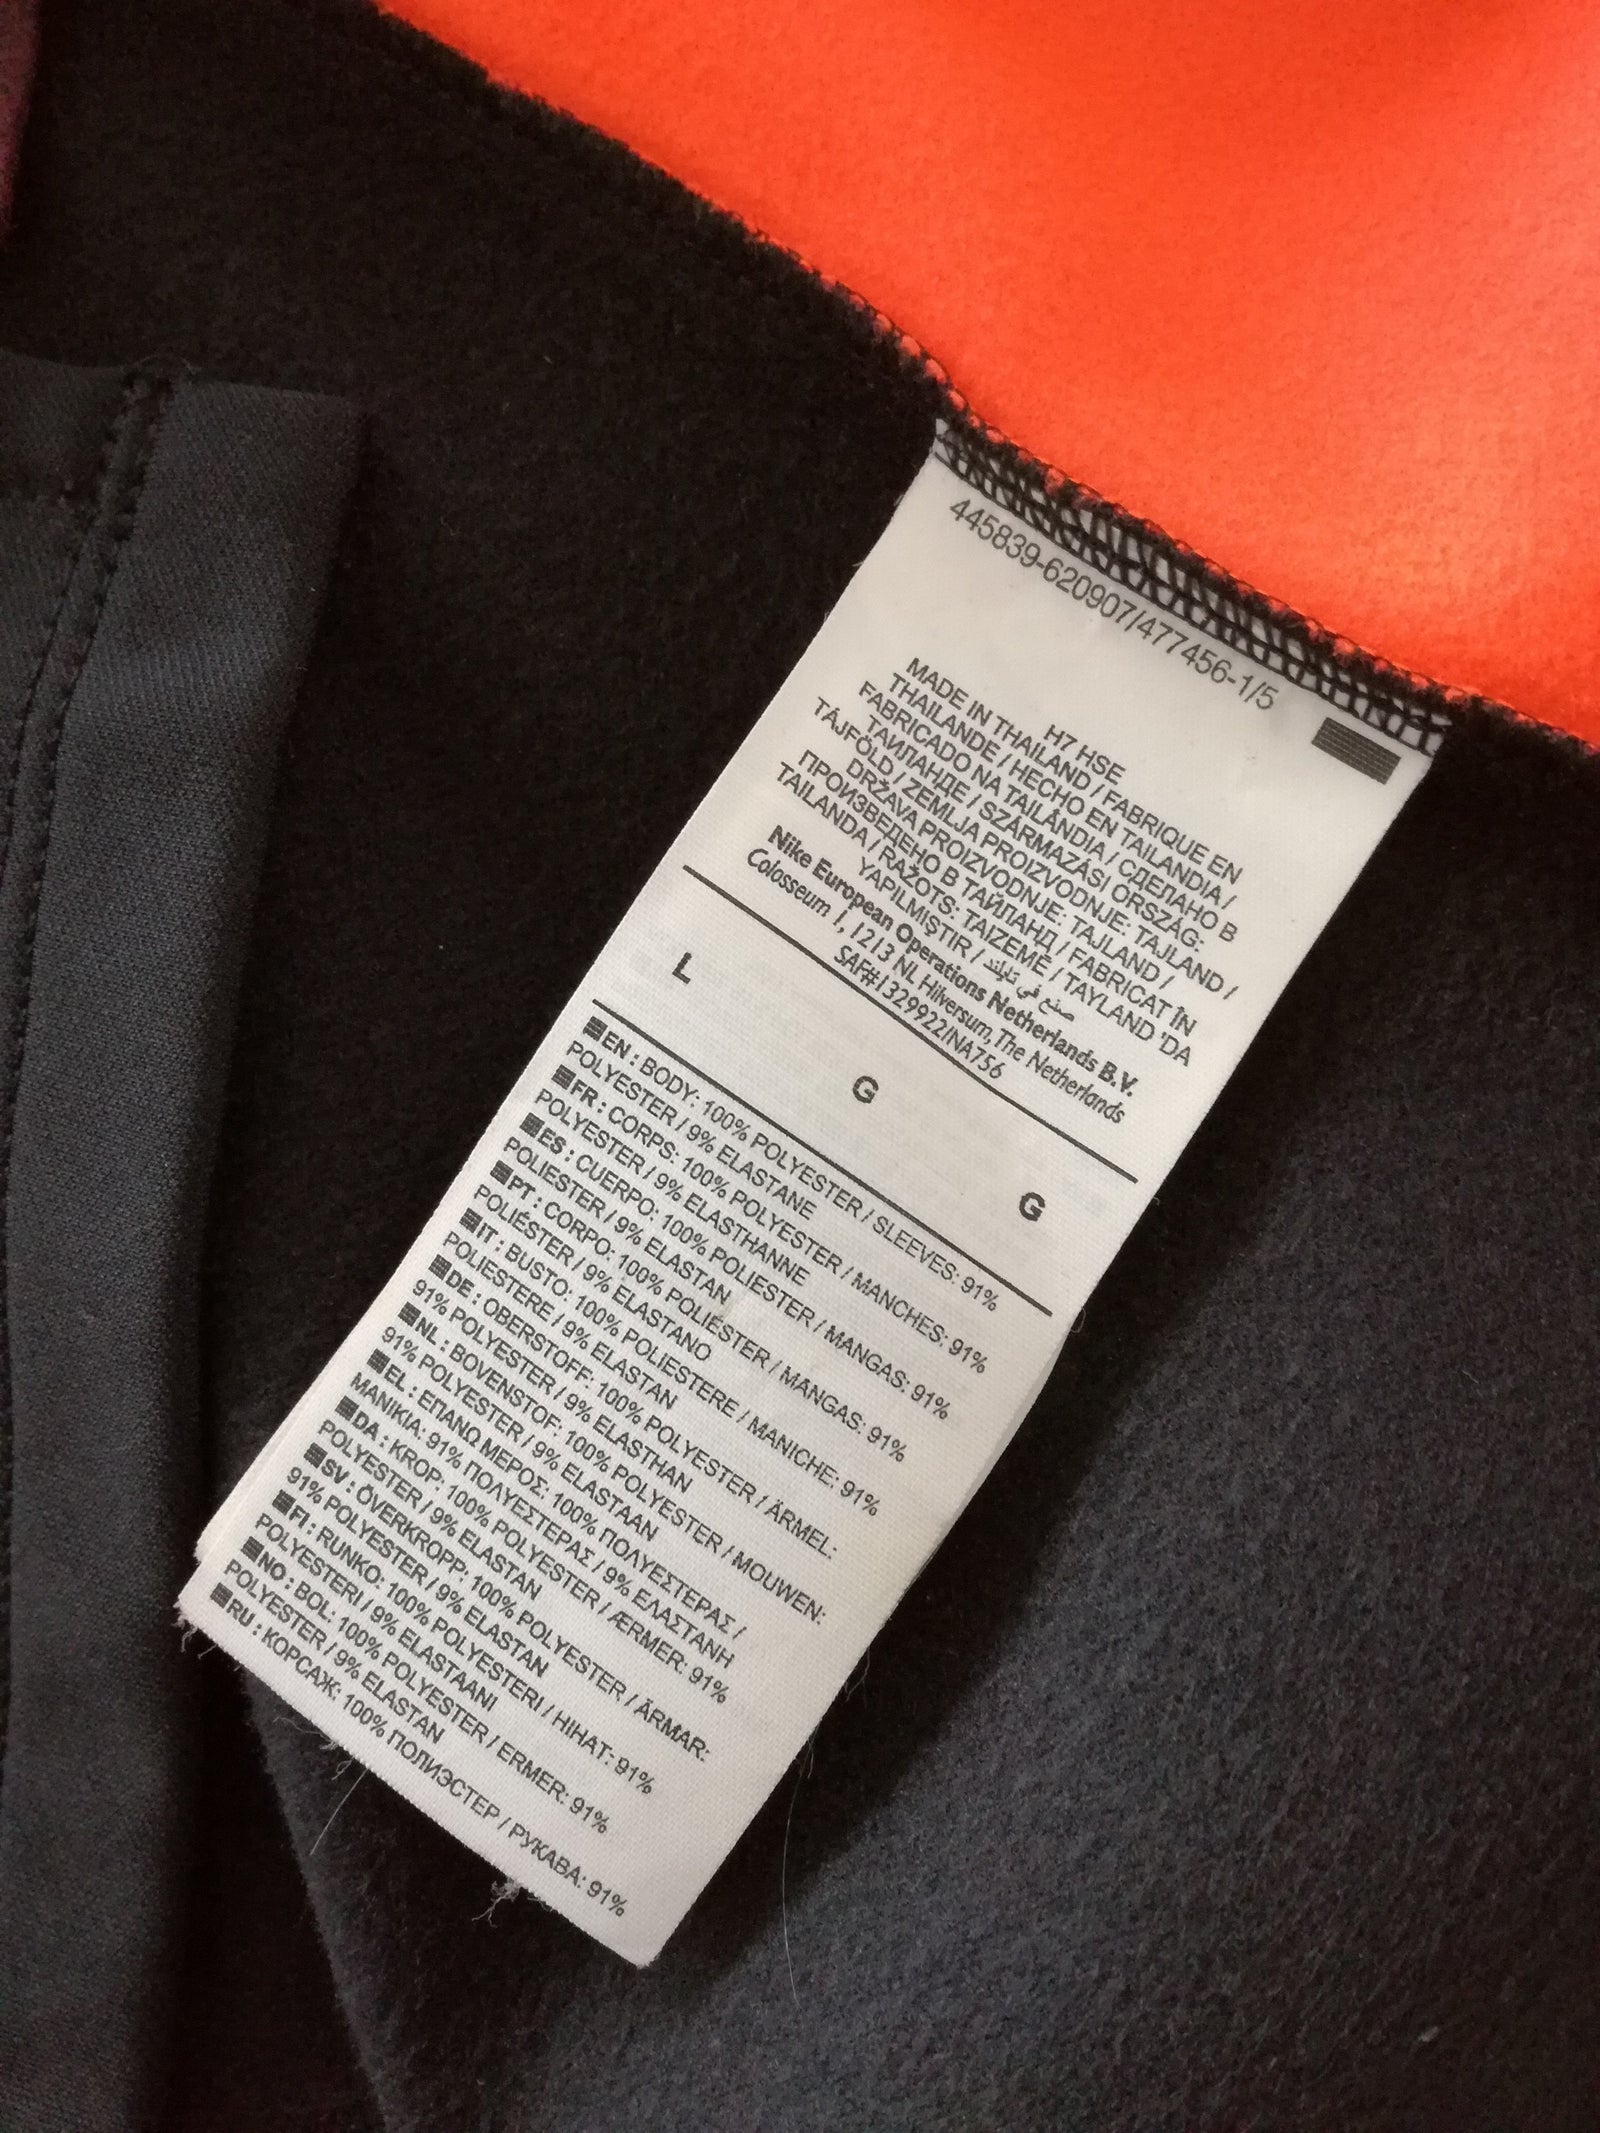 445839-620907/477456-1/5
H7 HSE
MADE IN THAILAND / FABRIQUE EN
THAILANDE / HECHO EN TAILANDIA /
FABRICADO NA TAILÂNDIA / СДЕЛАНО В
ТАИЛАНДЕ / SZÁRMAZÁSI ORSZÁG:
TÁJFÖLD / ZEMLJA PROIZVODNJE: TAJLAND /
DRŽAVA PROIZVODNJE: TAJLAND /
ПРОИЗВЕДЕНО В ТАЙЛАНД / FABRICAT ÎN
TAILANDA / RAŽOTS: TAIZEMĒ / TAYLAND 'DA
YAPILMIŞTIR / صنع في تايلند
Nike European Operations Netherlands B.V.
Colosseum 1, 1213 NL Hilversum, The Netherlands
SAF#1329922INA756
L G G
EN : BODY: 100% POLYESTER / SLEEVES: 91%
POLYESTER / 9% ELASTANE
FR : CORPS: 100% POLYESTER / MANCHES: 91%
POLYESTER / 9% ELASTHANNE
ES : CUERPO: 100% POLIESTER / MANGAS: 91%
POLIESTER / 9% ELASTAN
PT : CORPO: 100% POLIÉSTER / MANGAS: 91%
POLIÉSTER / 9% ELASTANO
IT : BUSTO: 100% POLIESTERE / MANICHE: 91%
POLIESTERE / 9% ELASTAN
DE : OBERSTOFF: 100% POLYESTER / ÄRMEL:
91% POLYESTER / 9% ELASTHAN
NL : BOVENSTOF: 100% POLYESTER / MOUWEN:
91% POLYESTER / 9% ELASTAAN
EL : ΕΠΑΝΩ ΜΕΡΟΣ: 100% ΠΟΛΥΕΣΤΕΡΑΣ /
ΜΑΝΙΚΙΑ: 91% ΠΟΛΥΕΣΤΕΡΑΣ / 9% ΕΛΑΣΤΑΝΗ
DA : KROP: 100% POLYESTER / ÆRMER: 91%
POLYESTER / 9% ELASTAN
SV : ÖVERKROPP: 100% POLYESTER / ÄRMAR:
91% POLYESTER / 9% ELASTAN
FI : RUNKO: 100% POLYESTERI / HIHAT: 91%
POLYESTERI / 9% ELASTAANI
NO : BOL: 100% POLYESTER / ERMER: 91%
POLYESTER / 9% ELASTAN
RU : КОРСАЖ: 100% ПОЛИЭСТЕР / РУКАВА: 91%